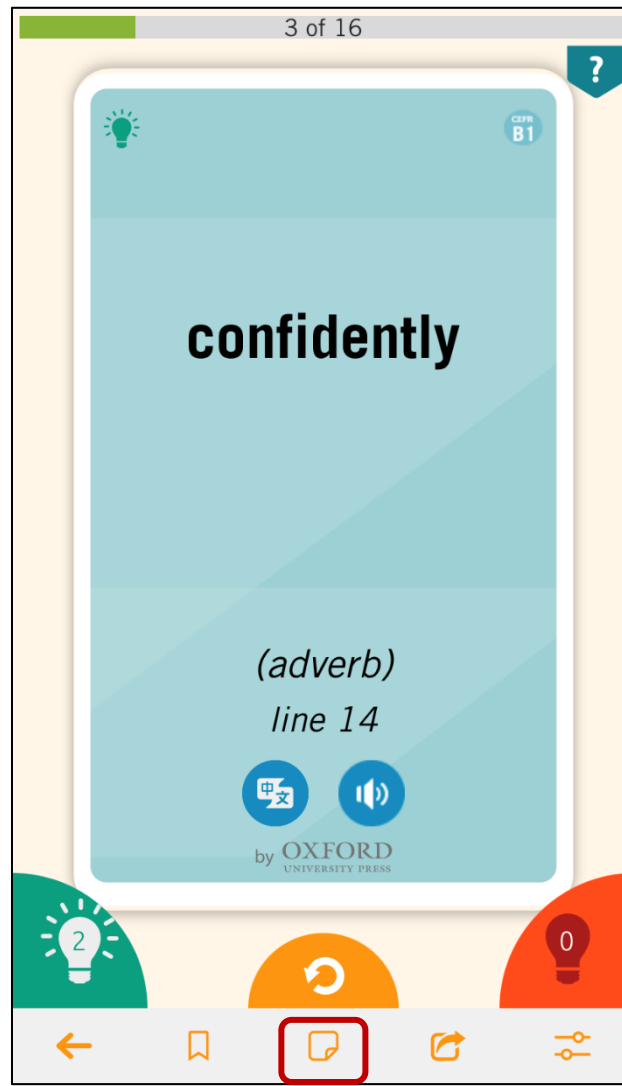 3 of 16
?
CEFR
B1
confidently
(adverb)
line 14
中文
by OXFORD
UNIVERSITY PRESS
2
0